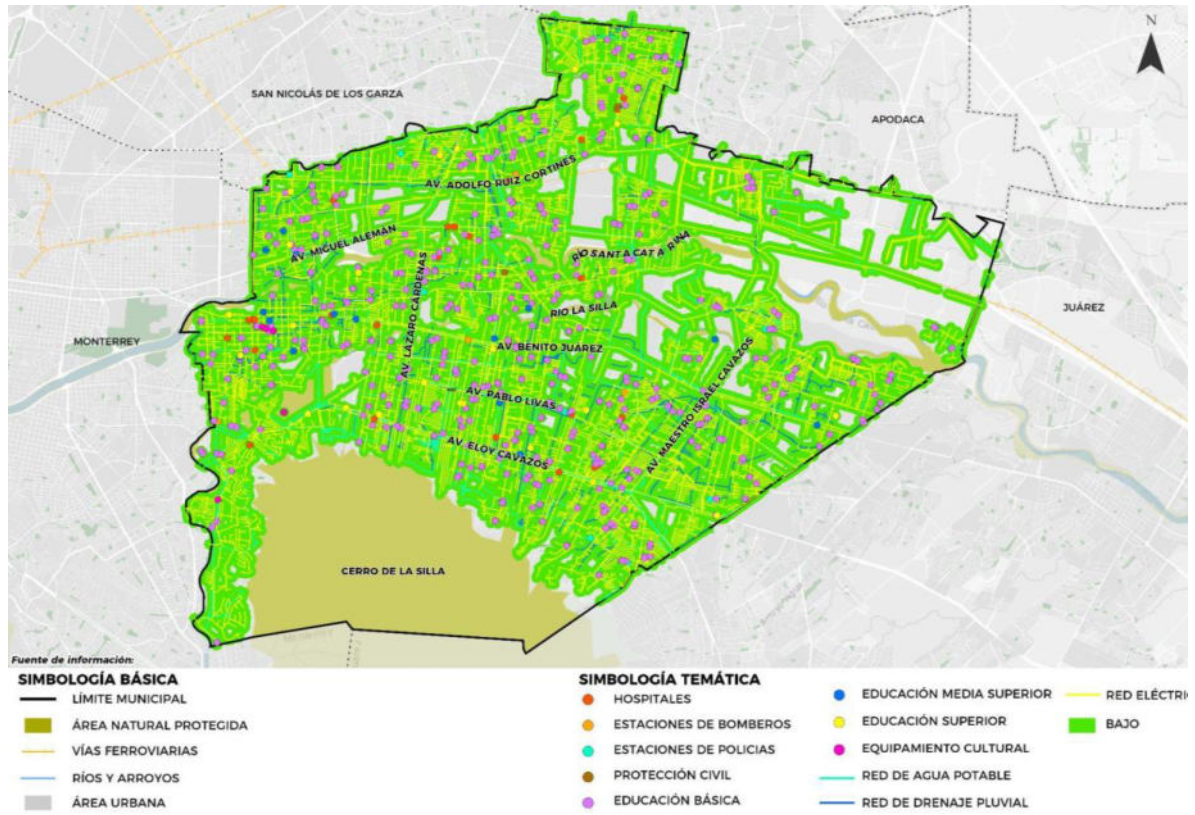 N
SAN NICOLÁS DE LOS GARZA
APODACA
AV. ADOLFO RUIZ CORTINES
AV. MIGUEL ALEMÁN
RÍO SANTA CATARINA
AV. LAZARO CÁRDENAS
RIO LA SILLA
JUÁREZ
MONTERREY
AV. BENITO JUÁREZ
AV. PABLO LIVAS
AV. MAESTRO ISRAEL CAVAZOS
AV. ELOY CAVAZOS
CERRO DE LA SILLA
Fuente de información:
SIMBOLOGÍA BÁSICA
LÍMITE MUNICIPAL
ÁREA NATURAL PROTEGIDA
VÍAS FERROVIARIAS
RÍOS Y ARROYOS
ÁREA URBANA
SIMBOLOGÍA TEMÁTICA
HOSPITALES
ESTACIONES DE BOMBEROS
ESTACIONES DE POLICIAS
PROTECCIÓN CIVIL
EDUCACIÓN BÁSICA
EDUCACIÓN MEDIA SUPERIOR
EDUCACIÓN SUPERIOR
EQUIPAMIENTO CULTURAL
RED DE AGUA POTABLE
RED DE DRENAJE PLUVIAL
RED ELÉCTRI
BAJO